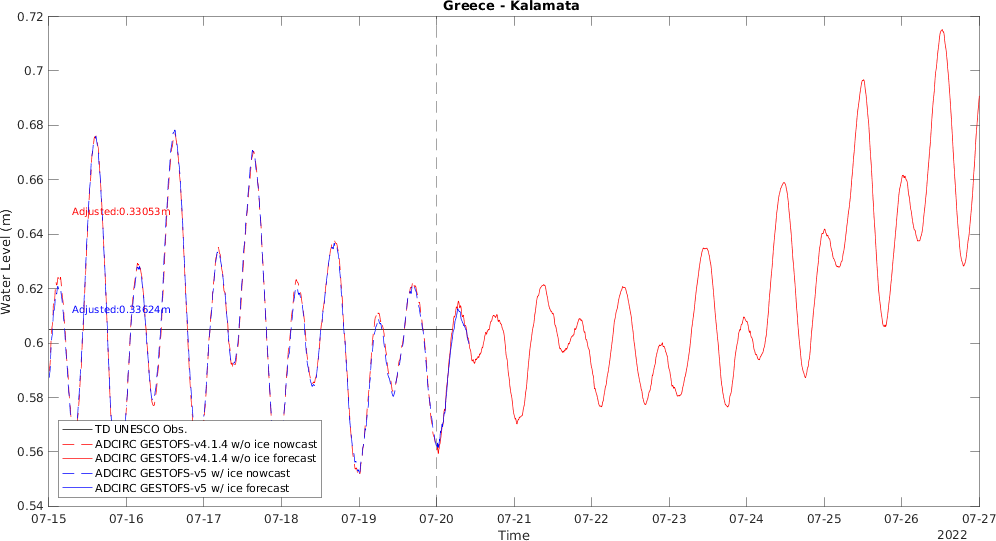 Greece - Kalamata
0.72
0.7
0.68
0.66
0.64
0.62
0.6
0.58
0.56
0.54
Water Level (m)
Adjusted:0.33053m
Adjusted:0.33624m
TD UNESCO Obs.
ADCIRC GESTOFS-v4.1.4 w/o ice nowcast
ADCIRC GESTOFS-v4.1.4 w/o ice forecast
ADCIRC GESTOFS-v5 w/ ice nowcast
ADCIRC GESTOFS-v5 w/ ice forecast
07-15 07-16 07-17 07-18 07-19 07-20 07-21 07-22 07-23 07-24 07-25 07-26 07-27
Time
2022